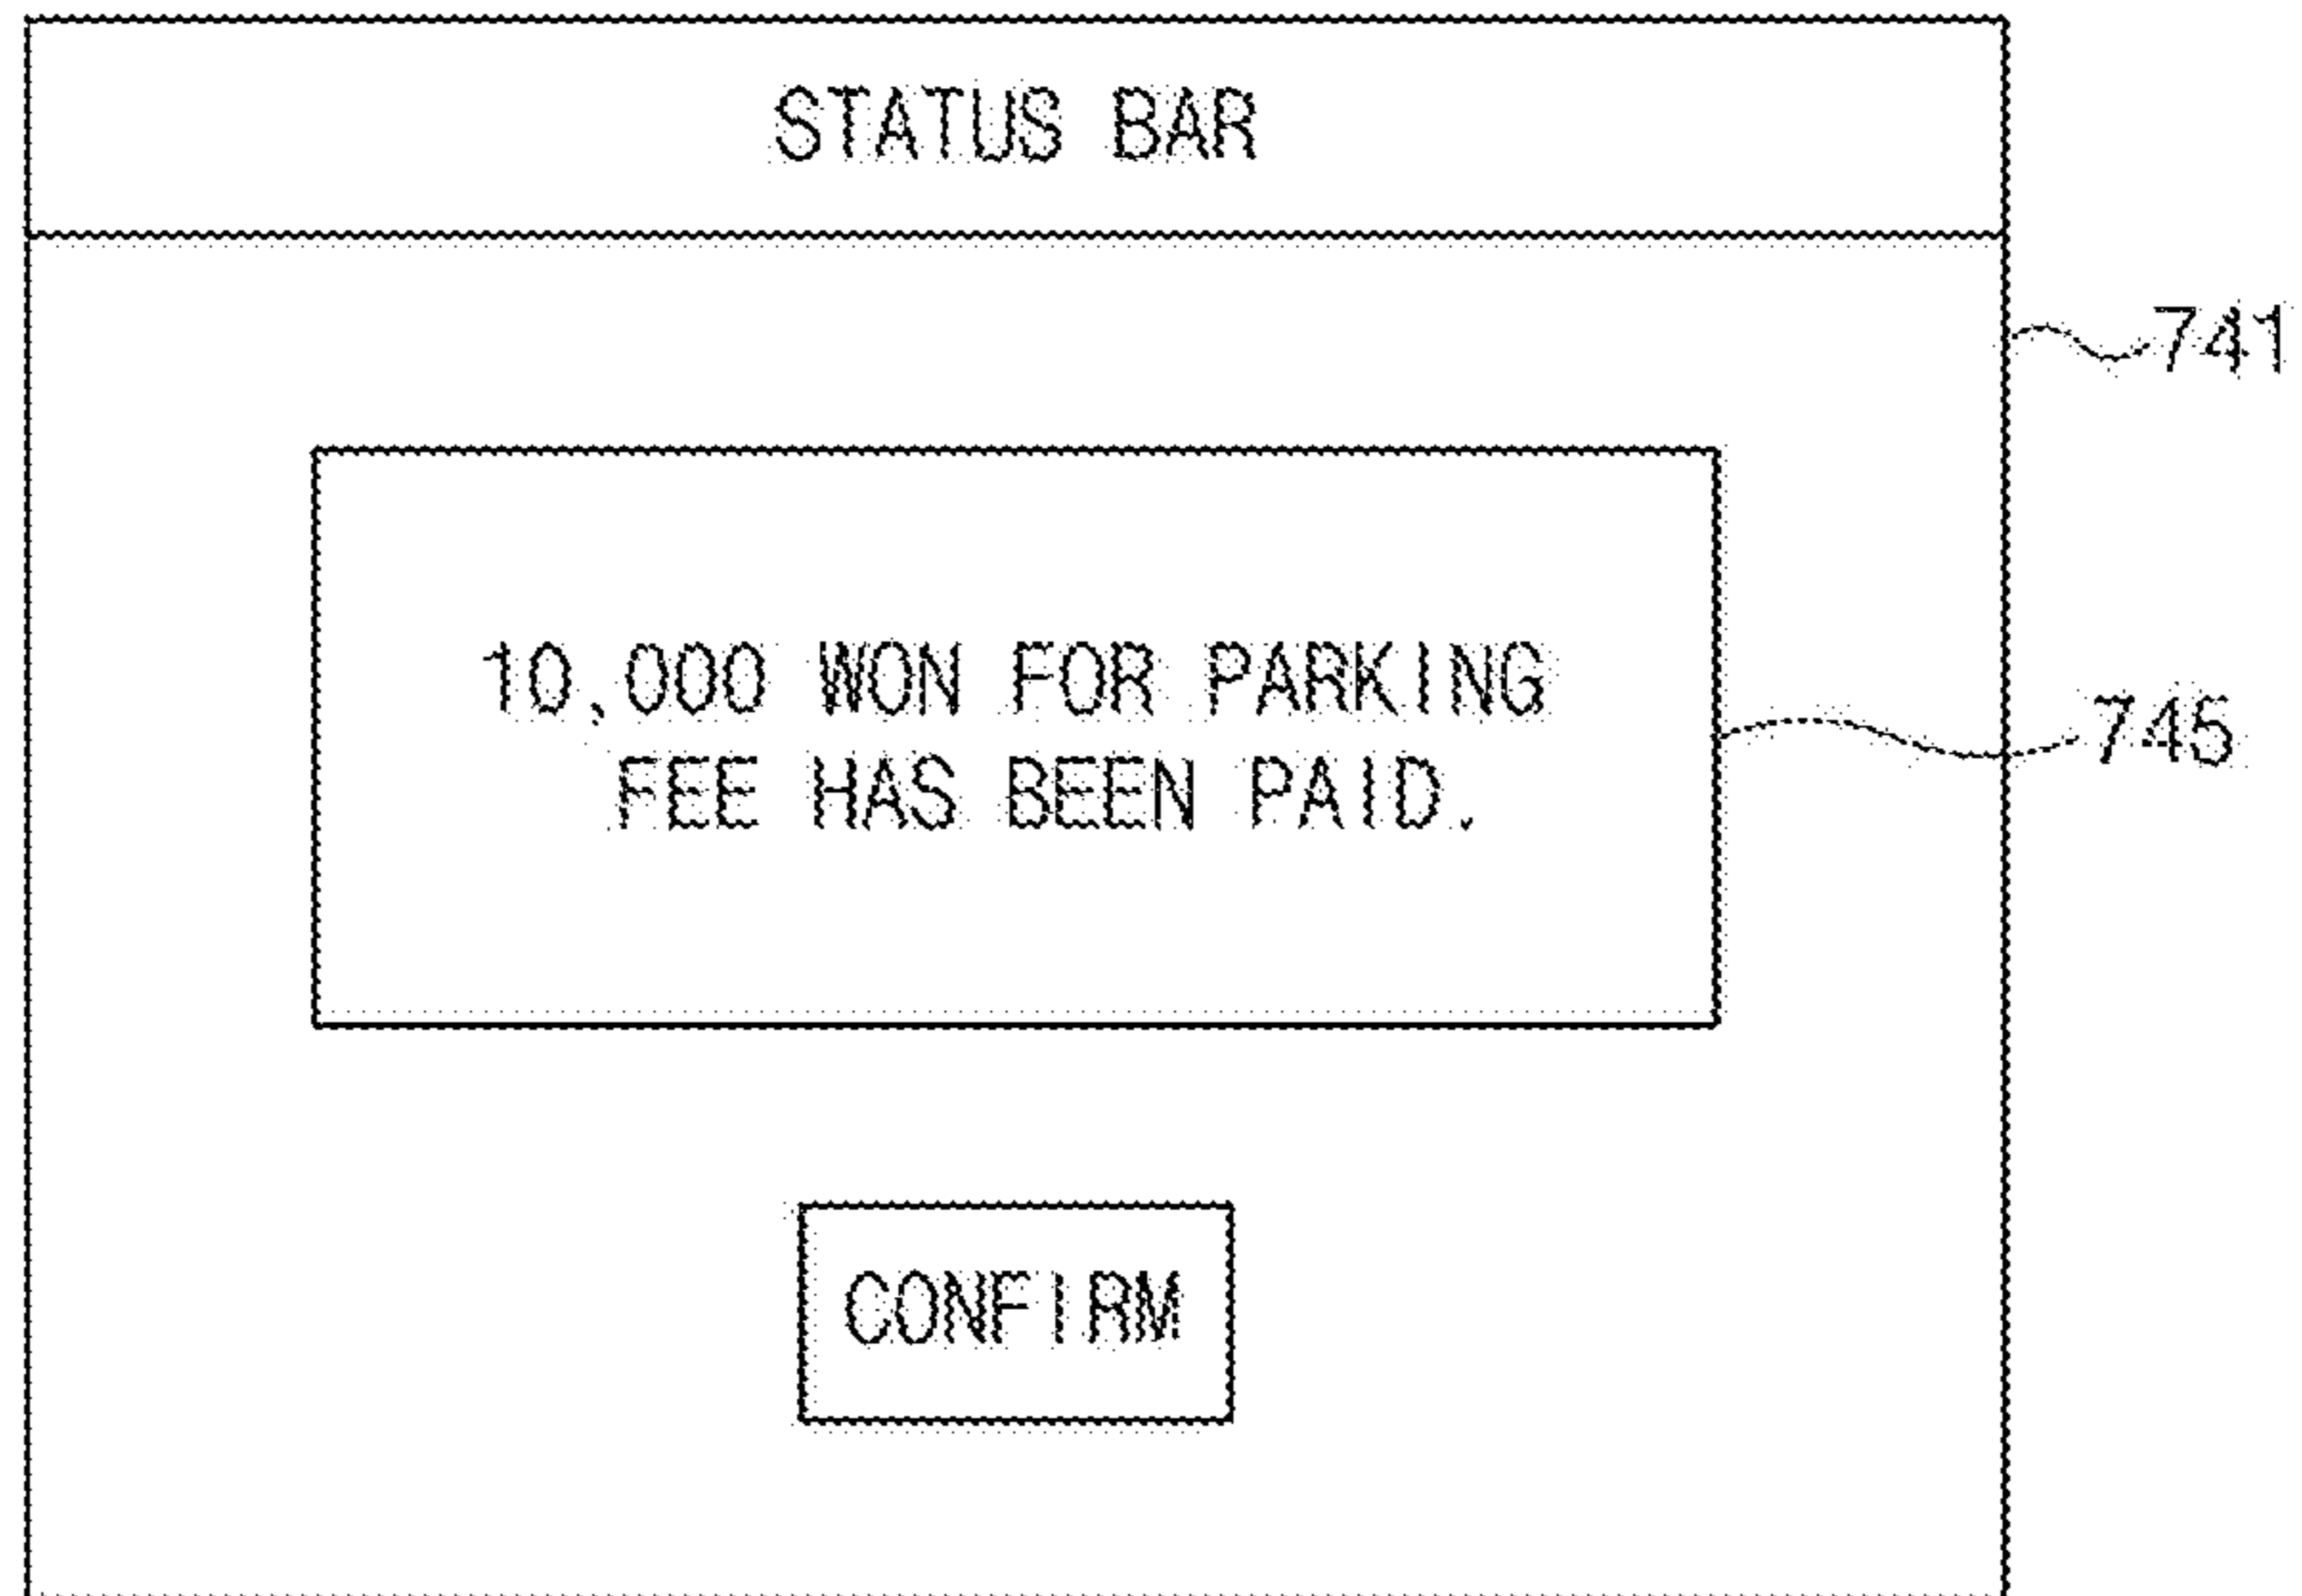 STATUS BAR
741
10,000 WON FOR PARKING
FEE HAS BEEN PAID.
745
CONFIRM